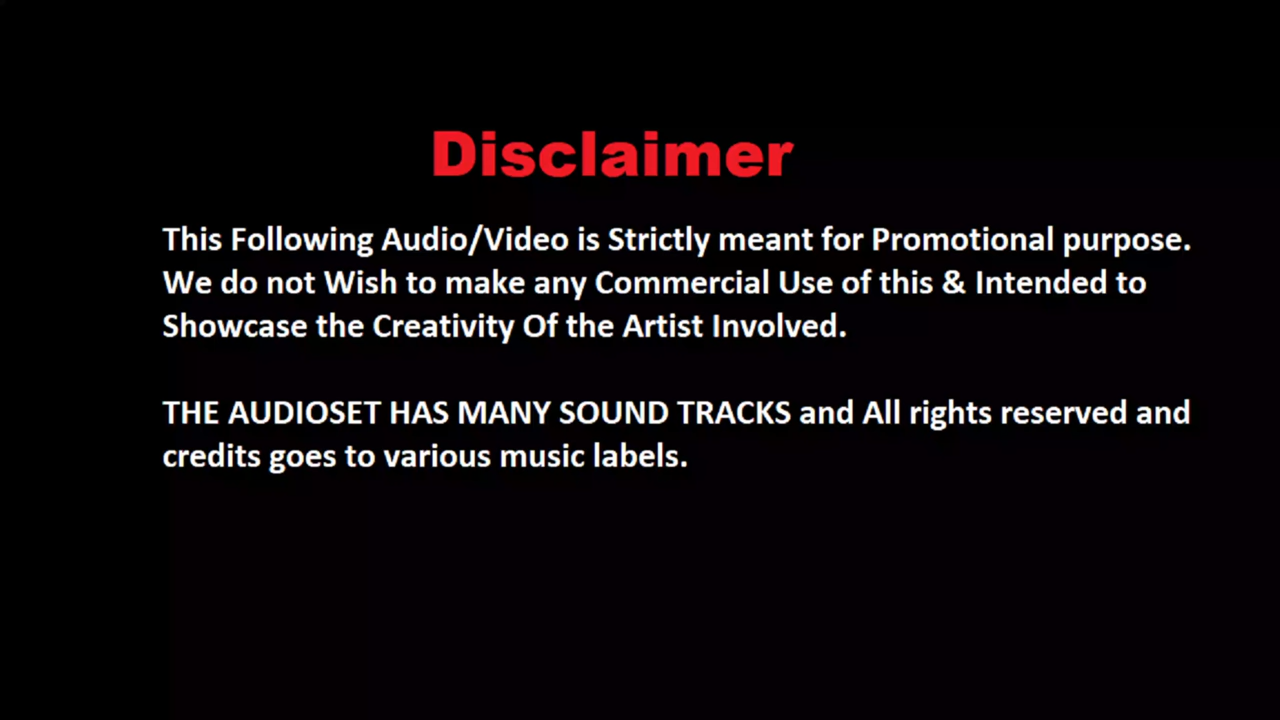 Disclaimer
This Following Audio/Video is Strictly meant for Promotional purpose.
We do not Wish to make any Commercial Use of this & Intended to
Showcase the Creativity Of the Artist Involved.
THE AUDIOSET HAS MANY SOUND TRACKS and All rights reserved and
credits goes to various music labels.